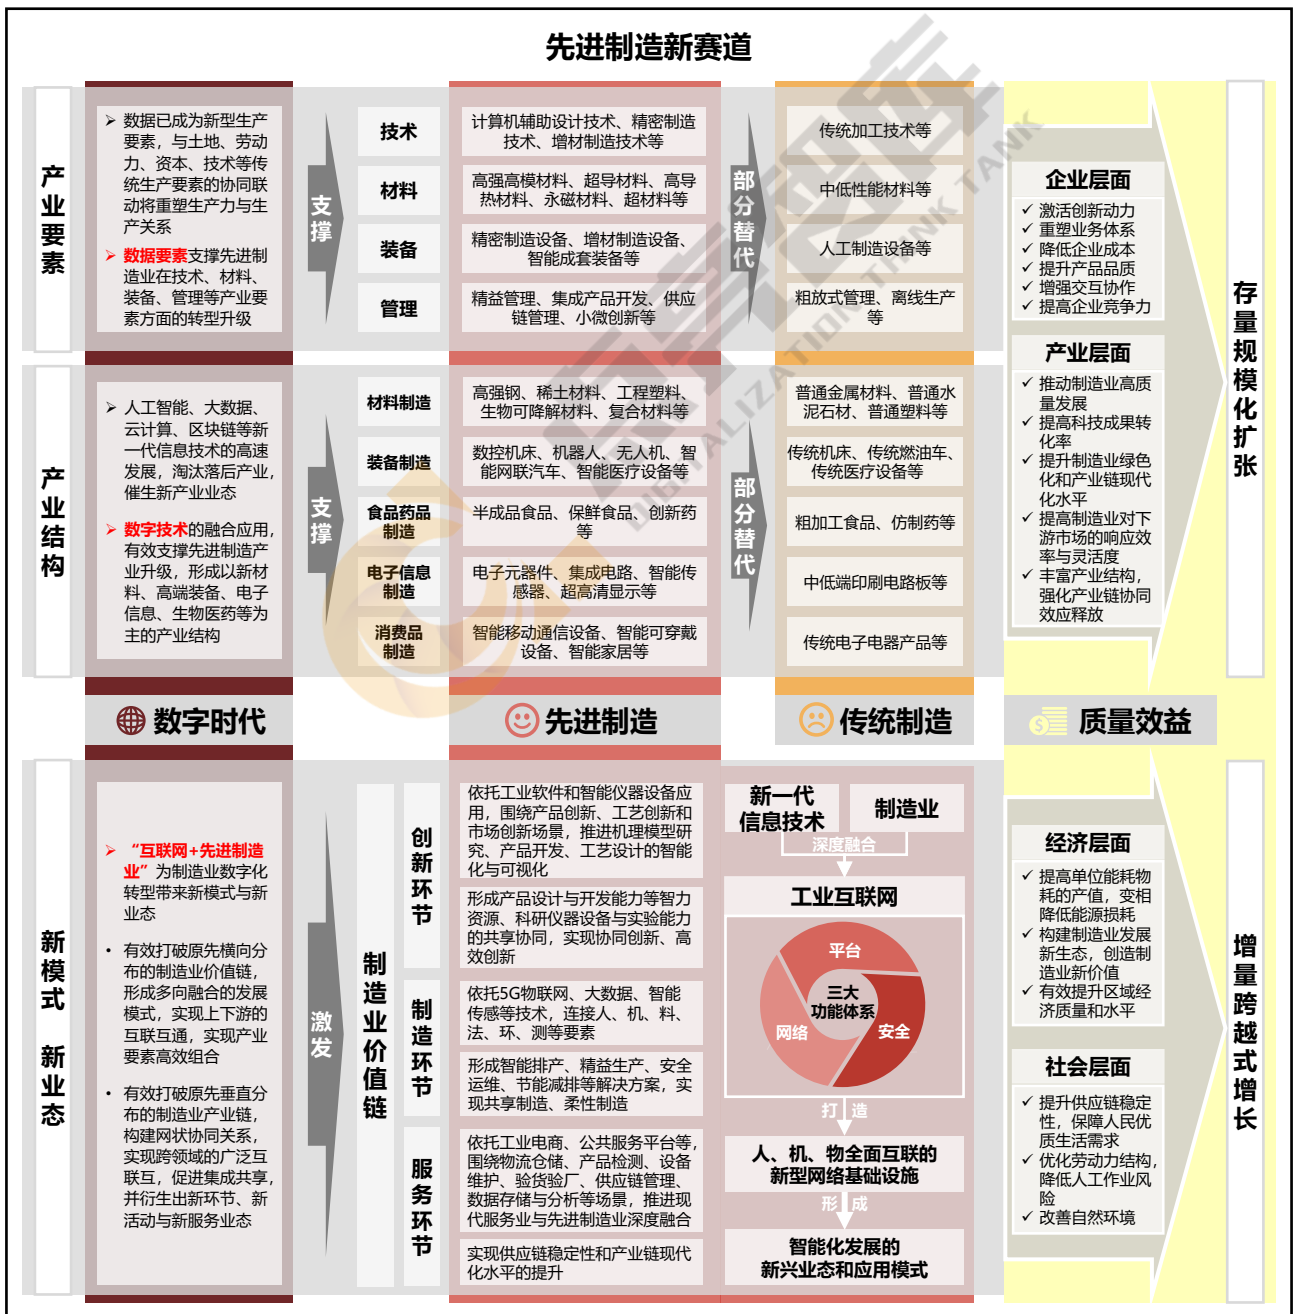 先进制造新赛道
产业要素
➢ 数据已成为新型生产
要素，与土地、劳动
力、资本、技术等传
统生产要素的协同联
动将重塑生产力与生
产关系
➢ 数据要素支撑先进制
造业在技术、材料、
装备、管理等产业要
素方面的转型升级
支撑
技术
计算机辅助设计技术、精密制造
技术、增材制造技术等
材料
高强高模材料、超导材料、高导
热材料、永磁材料、超材料等
装备
精密制造设备、增材制造设备、
智能成套装备等
管理
精益管理、集成产品开发、供应
链管理、小微创新等
部分替代
传统加工技术等
中低性能材料等
人工制造设备等
粗放式管理、离线生产
等
企业层面
✓ 激活创新动力
✓ 重塑业务体系
✓ 降低企业成本
✓ 提升产品品质
✓ 增强交互协作
✓ 提高企业竞争力
产业层面
✓ 推动制造业高质
量发展
✓ 提高科技成果转
化率
✓ 提升制造业绿色
化和产业链现代
化水平
✓ 提高制造业对下
游市场的响应效
率与灵活度
✓ 丰富产业结构，
强化产业链协同
效应释放
存量规模化扩张
产业结构
➢ 人工智能、大数据、
云计算、区块链等新
一代信息技术的高速
发展，淘汰落后产业，
催生新产业业态
➢ 数字技术的融合应用，
有效支撑先进制造产
业升级，形成以新材
料、高端装备、电子
信息、生物医药等为
主的产业结构
支撑
材料制造
高强钢、稀土材料、工程塑料、
生物可降解材料、复合材料等
装备制造
数控机床、机器人、无人机、智
能网联汽车、智能医疗设备等
食品药品
制造
半成品食品、保鲜食品、创新药
等
电子信息
制造
电子元器件、集成电路、智能传
感器、超高清显示等
消费品
制造
智能移动通信设备、智能可穿戴
设备、智能家居等
部分替代
普通金属材料、普通水
泥石材、普通塑料等
传统机床、传统燃油车、
传统医疗设备等
粗加工食品、仿制药等
中低端印刷电路板等
传统电子电器产品等
数字时代
先进制造
传统制造
质量效益
新模式 新业态
➢ “互联网+先进制造
业”为制造业数字化
转型带来新模式与新
业态
• 有效打破原先横向分
布的制造业价值链，
形成多向融合的发展
模式，实现上下游的
互联互通，实现产业
要素高效组合
• 有效打破原先垂直分
布的制造业产业链，
构建网状协同关系，
实现跨领域的广泛互
联互，促进集成共享，
并衍生出新环节、新
活动与新服务业态
激发
制造业价值链
创新环节
依托工业软件和智能仪器设备应
用，围绕产品创新、工艺创新和
市场创新场景，推进机理模型研
究、产品开发、工艺设计的智能
化与可视化
形成产品设计与开发能力等智力
资源、科研仪器设备与实验能力
的共享协同，实现协同创新、高
效创新
制造环节
依托5G物联网、大数据、智能
传感等技术，连接人、机、料、
法、环、测等要素
形成智能排产、精益生产、安全
运维、节能减排等解决方案，实
现共享制造、柔性制造
服务环节
依托工业电商、公共服务平台等，
围绕物流仓储、产品检测、设备
维护、验货验厂、供应链管理、
数据存储与分析等场景，推进现
代服务业与先进制造业深度融合
实现供应链稳定性和产业链现代
化水平的提升
新一代
信息技术
制造业
深度融合
工业互联网
平台
网络
安全
三大
功能体系
打 造
人、机、物全面互联的
新型网络基础设施
形 成
智能化发展的
新兴业态和应用模式
经济层面
✓ 提高单位能耗物
耗的产值，变相
降低能源损耗
✓ 构建制造业发展
新生态，创造制
造业新价值
✓ 有效提升区域经
济质量和水平
社会层面
✓ 提升供应链稳定
性，保障人民优
质生活需求
✓ 优化劳动力结构，
降低人工作业风
险
✓ 改善自然环境
增量跨越式增长
亿欧智库
DIGITALIZATION THINK TANK